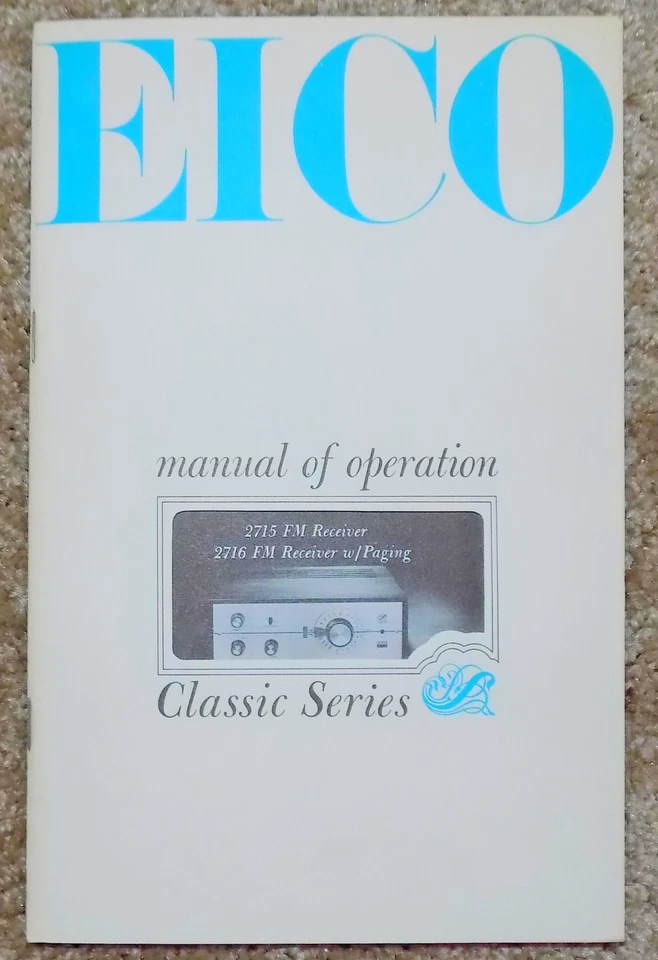 EICO
manual of operation
2715 FM Receiver
2716 FM Receiver w/Paging
Classic Series